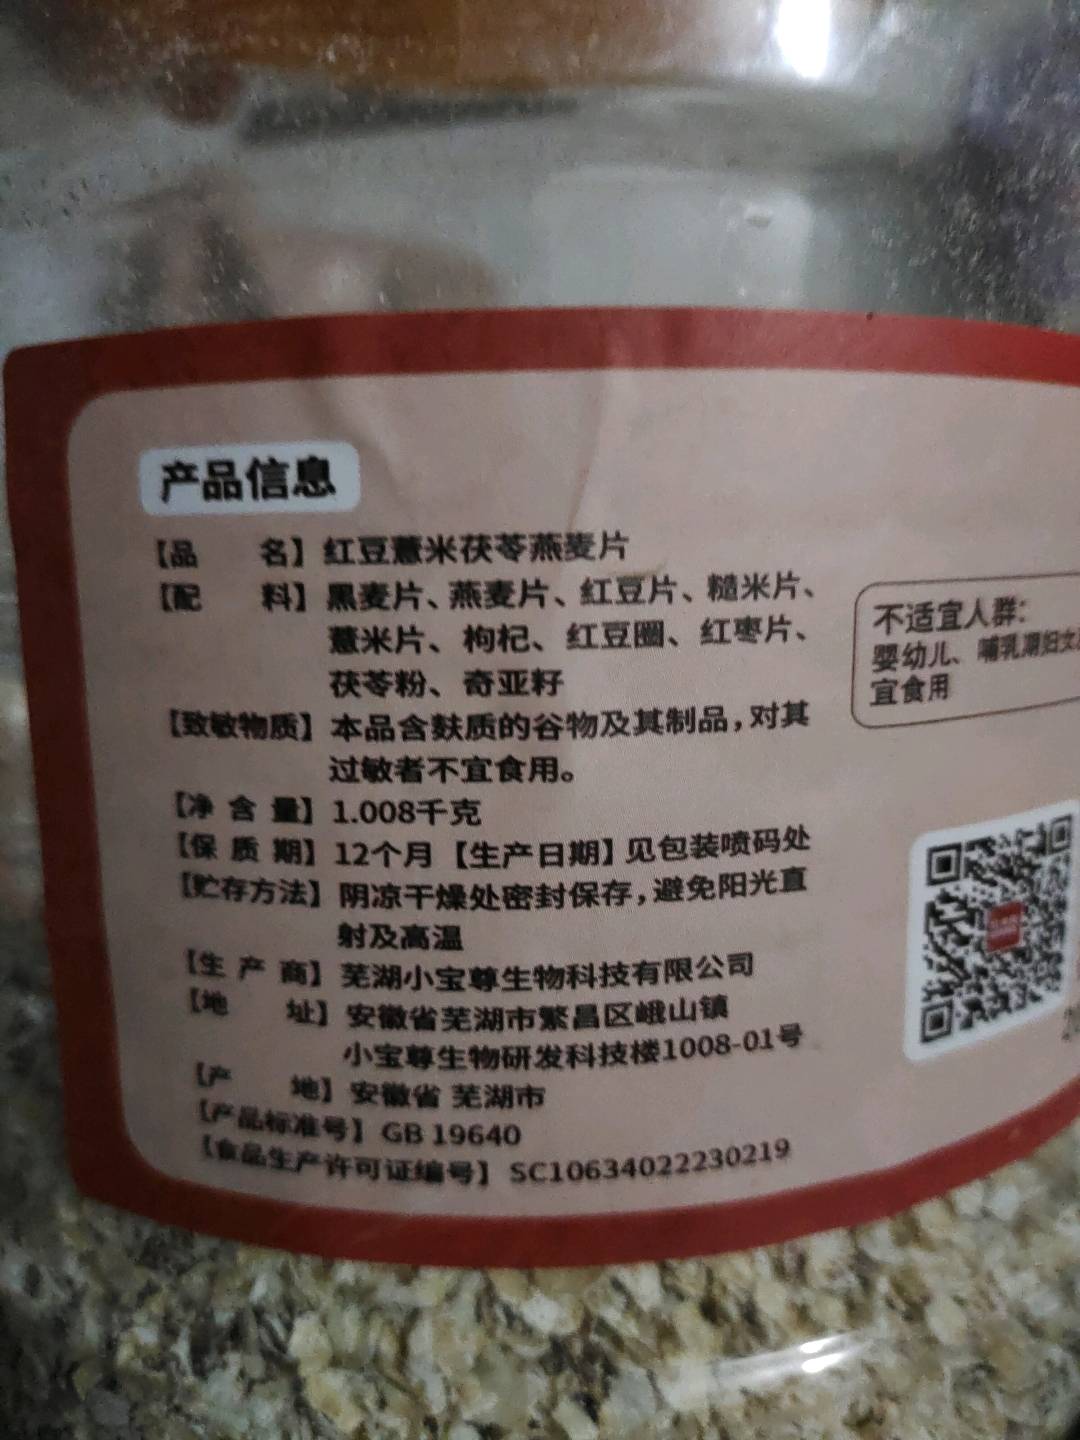 产品信息
【品 名】红豆薏米茯苓燕麦片
【配 料】黑麦片、燕麦片、红豆片、糙米片、
薏米片、枸杞、红豆圈、红枣片、
茯苓粉、奇亚籽
【致敏物质】本品含麸质的谷物及其制品,对其
过敏者不宜食用。
【净 含 量】1.008千克
【保 质 期】12个月【生产日期】见包装喷码处
【贮存方法】阴凉干燥处密封保存,避免阳光直
射及高温
【生 产 商】芜湖小宝尊生物科技有限公司
【地 址】安徽省芜湖市繁昌区峨山镇
小宝尊生物研发科技楼1008-01号
【产 地】安徽省 芜湖市
【产品标准号】GB 19640
【食品生产许可证编号】SC10634022230219
不适宜人群:
婴幼儿、哺乳期妇女
宜食用